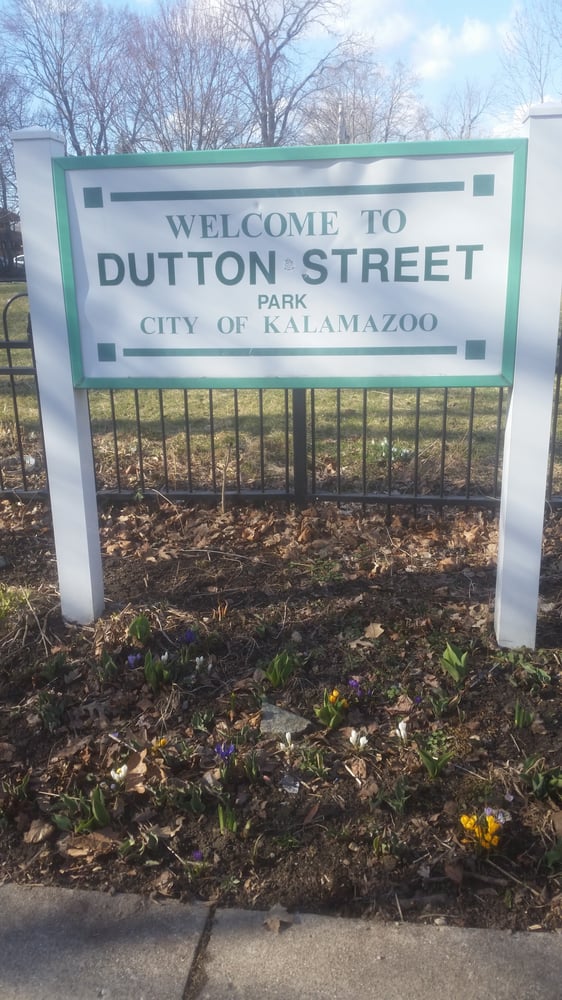 WELCOME TO
DUTTON STREET
PARK
CITY OF KALAMAZOO